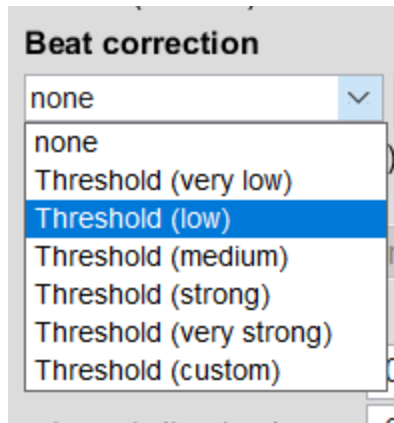 Beat correction
none
none
Threshold (very low)
Threshold (low)
Threshold (medium)
Threshold (strong)
Threshold (very strong)
Threshold (custom)